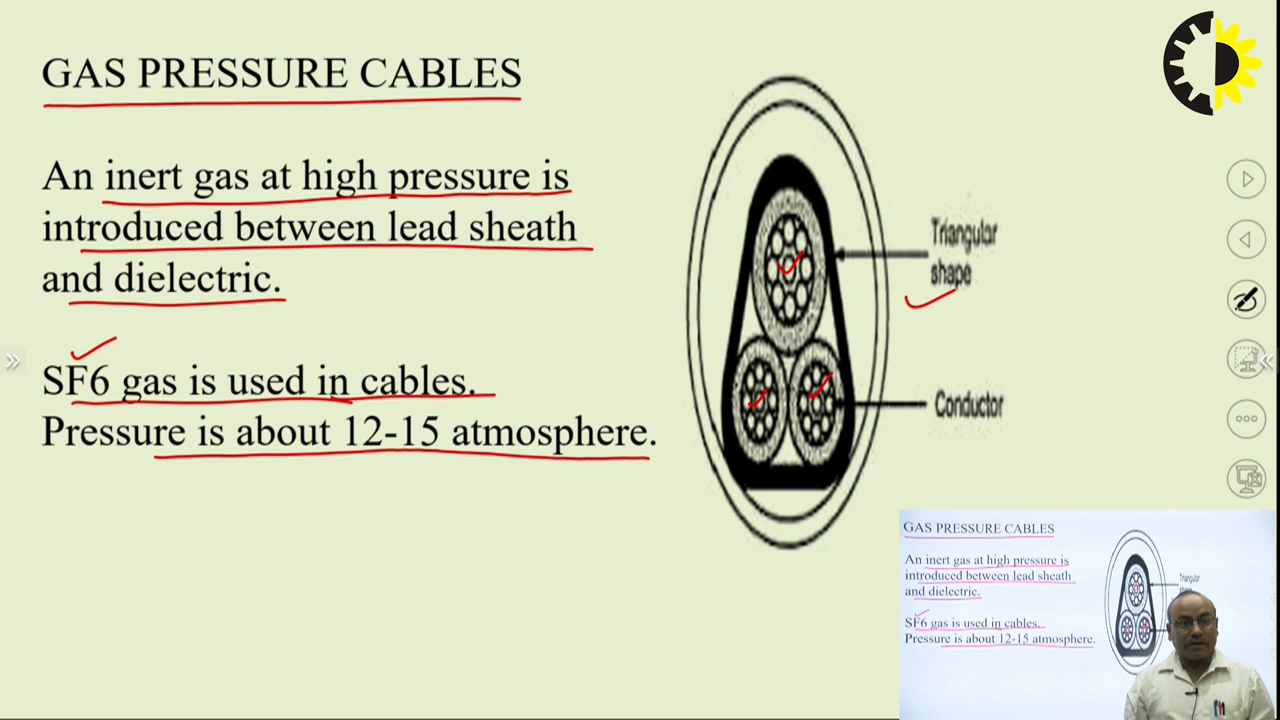 GAS PRESSURE CABLES
An inert gas at high pressure is
introduced between lead sheath
and dielectric.
SF6 gas is used in cables.
Pressure is about 12-15 atmosphere.
Triangular
shape
Conductor
GAS PRESSURE CABLES
An inert gas at high pressure is
introduced between lead sheath
and dielectric.
SF6 gas is used in cables.
Pressure is about 12-15 atmosphere.
Triangular